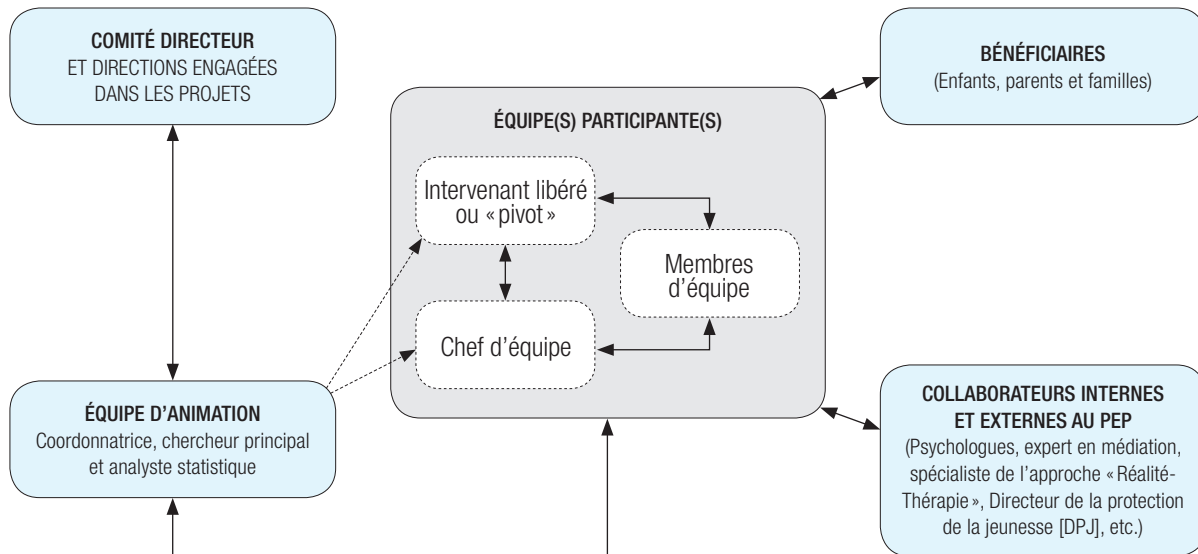 COMITÉ DIRECTEUR
ET DIRECTIONS ENGAGÉES
DANS LES PROJETS
BÉNÉFICIAIRES
(Enfants, parents et familles)
ÉQUIPE(S) PARTICIPANTE(S)
Intervenant libéré
ou « pivot »
Membres
d’équipe
Chef d’équipe
ÉQUIPE D’ANIMATION
Coordonnatrice, chercheur principal
et analyste statistique
COLLABORATEURS INTERNES
ET EXTERNES AU PEP
(Psychologues, expert en médiation,
spécialiste de l’approche « Réalité-
Thérapie », Directeur de la protection
de la jeunesse [DPJ], etc.)